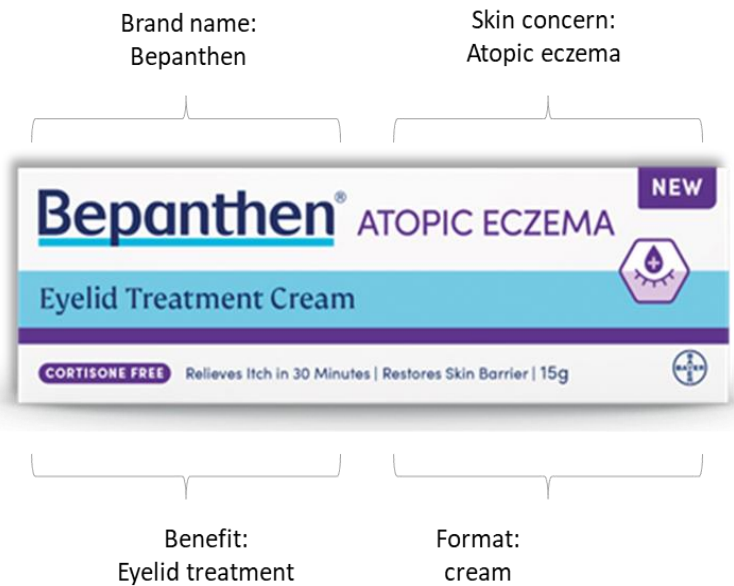 Brand name:
Bepanthen
Skin concern:
Atopic eczema
NEW
Bepanthen® ATOPIC ECZEMA
Eyelid Treatment Cream
CORTISONE FREE Relieves Itch in 30 Minutes | Restores Skin Barrier | 15g
BAYER
Benefit:
Eyelid treatment
Format:
cream